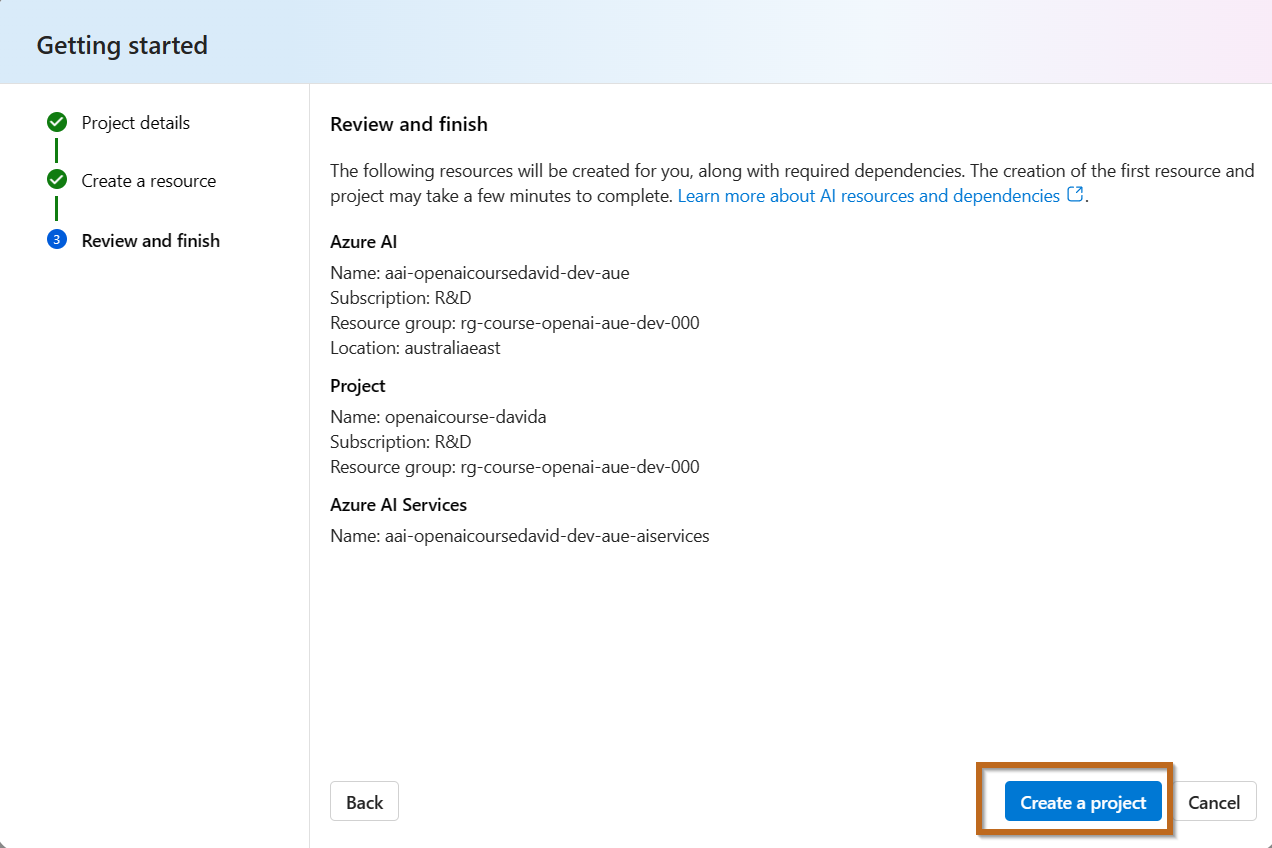 Getting started
Project details
Create a resource
3 Review and finish
Review and finish
The following resources will be created for you, along with required dependencies. The creation of the first resource and
project may take a few minutes to complete. Learn more about AI resources and dependencies.
Azure AI
Name: aai-openaicoursedavid-dev-aue
Subscription: R&D
Resource group: rg-course-openai-aue-dev-000
Location: australiaeast
Project
Name: openaicourse-davida
Subscription: R&D
Resource group: rg-course-openai-aue-dev-000
Azure AI Services
Name: aai-openaicoursedavid-dev-aue-aiservices
Back
Create a project
Cancel